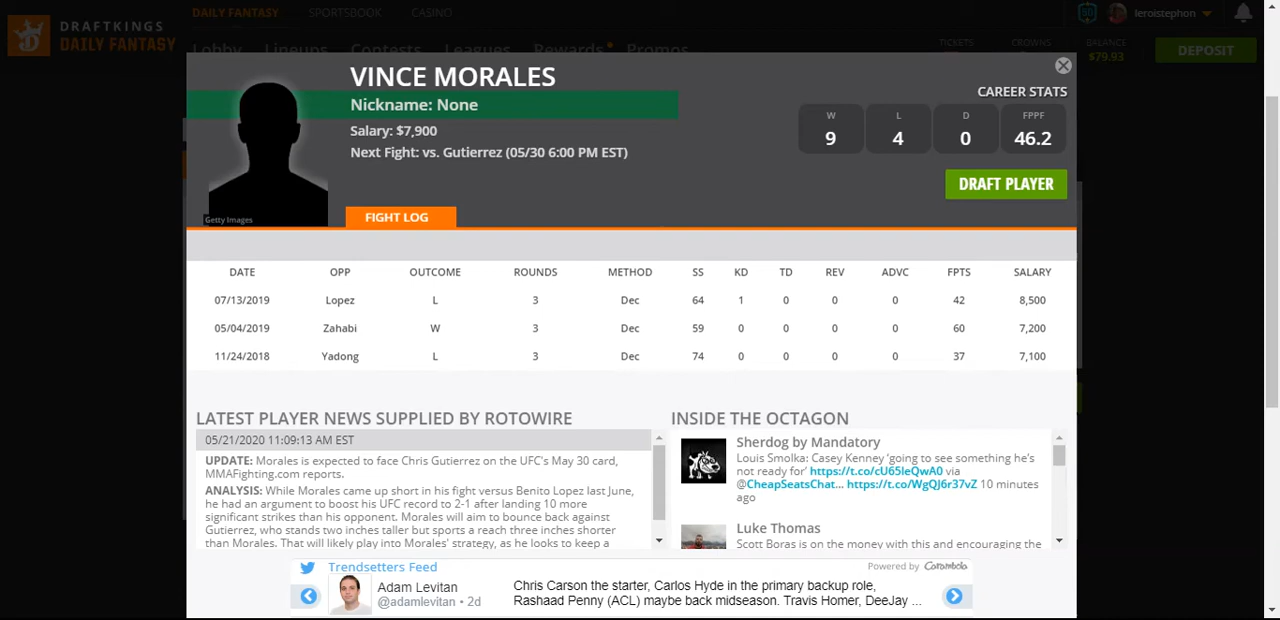 DRAFTKINGS
DAILY FANTASY
DAILY FANTASY SPORTSBOOK CASINO
leroistephon
Lobby Lineups Contests Leagues Rewards Promos
TICKETS CROWNS BALANCE
$79.93
DEPOSIT
VINCE MORALES
Nickname: None
Salary: $7,900
Next Fight: vs. Gutierrez (05/30 6:00 PM EST)
CAREER STATS
W L D FPPF
9 4 0 46.2
DRAFT PLAYER
Getty Images
FIGHT LOG
DATE OPP OUTCOME ROUNDS METHOD SS KD TD REV ADVC FPTS SALARY
07/13/2019 Lopez L 3 Dec 64 1 0 0 0 42 8,500
05/04/2019 Zahabi W 3 Dec 59 0 0 0 0 60 7,200
11/24/2018 Yadong L 3 Dec 74 0 0 0 0 37 7,100
LATEST PLAYER NEWS SUPPLIED BY ROTOWIRE
05/21/2020 11:09:13 AM EST
UPDATE: Morales is expected to face Chris Gutierrez on the UFC's May 30 card,
MMAFighting.com reports.
ANALYSIS: While Morales came up short in his fight versus Benito Lopez last June,
he had an argument to boost his UFC record to 2-1 after landing 10 more
significant strikes than his opponent. Morales will aim to bounce back against
Gutierrez, who stands two inches taller but sports a reach three inches shorter
than Morales. That will likely play into Morales' strategy, as he looks to keep a
INSIDE THE OCTAGON
Sherdog by Mandatory
Louis Smolka: Casey Kenney 'going to see something he's
not ready for' https://t.co/cU65leQwA0 via
@CheapSeatsChat... https://t.co/WgQJ6r37vZ 10 minutes
ago
Luke Thomas
Scott Boras is on the money with this and encouraging the
Trendsetters Feed
Powered by Carambola
Adam Levitan
@adamlevitan • 2d
Chris Carson the starter, Carlos Hyde in the primary backup role,
Rashaad Penny (ACL) maybe back midseason. Travis Homer, DeeJay ...